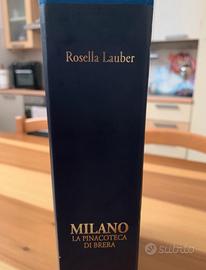 Rosella Lauber
MILANO
LA PINACOTECA
DI BRERA
subito